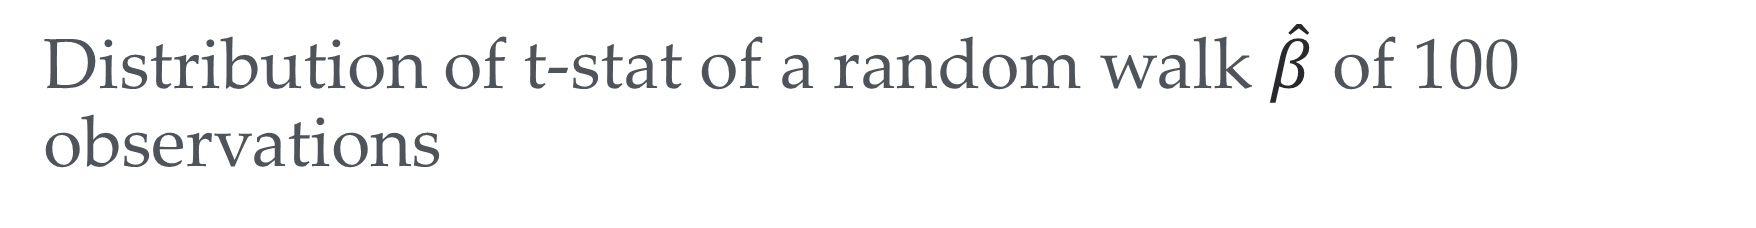 Distribution of t-stat of a random walk β̂ of 100
observations